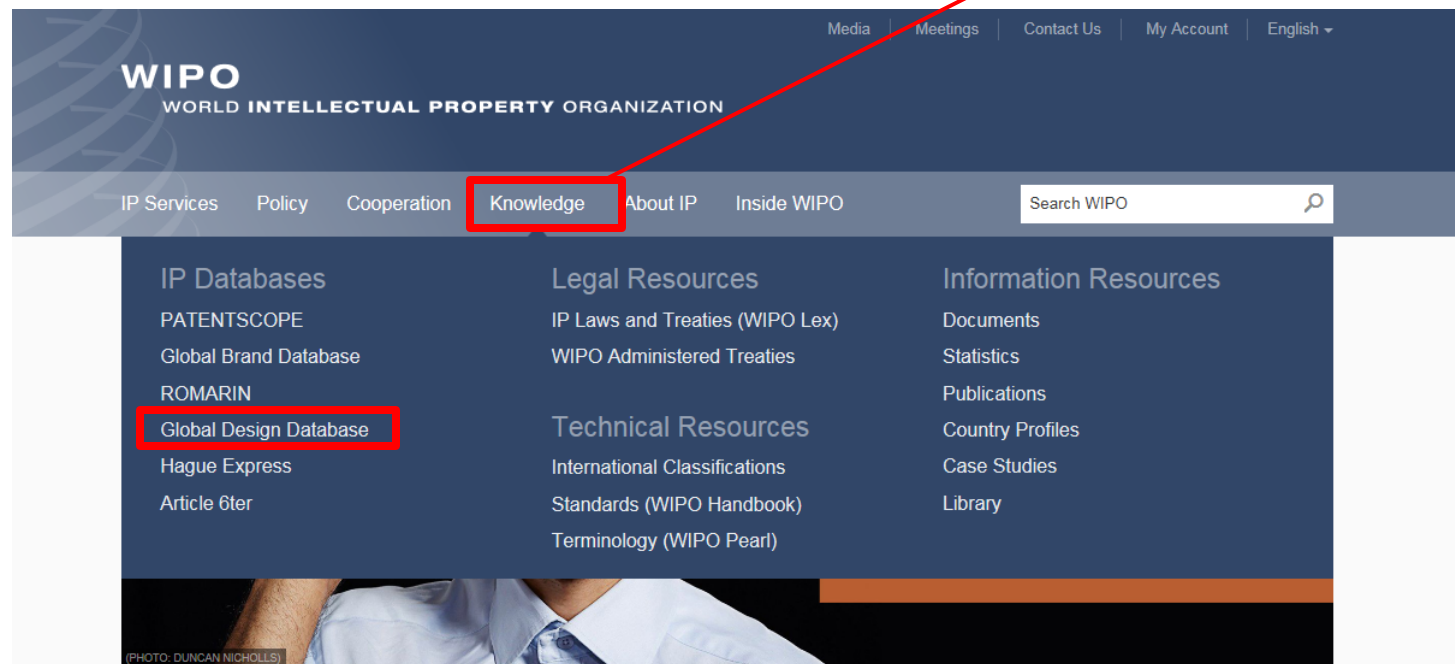 Media Meetings Contact Us My Account English
WIPO
WORLD INTELLECTUAL PROPERTY ORGANIZATION
IP Services Policy Cooperation Knowledge About IP Inside WIPO Search WIPO
IP Databases
PATENTSCOPE
Global Brand Database
ROMARIN
Global Design Database
Hague Express
Article 6ter
Legal Resources
IP Laws and Treaties (WIPO Lex)
WIPO Administered Treaties
Technical Resources
International Classifications
Standards (WIPO Handbook)
Terminology (WIPO Pearl)
Information Resources
Documents
Statistics
Publications
Country Profiles
Case Studies
Library
(PHOTO: DUNCAN NICHOLLS)